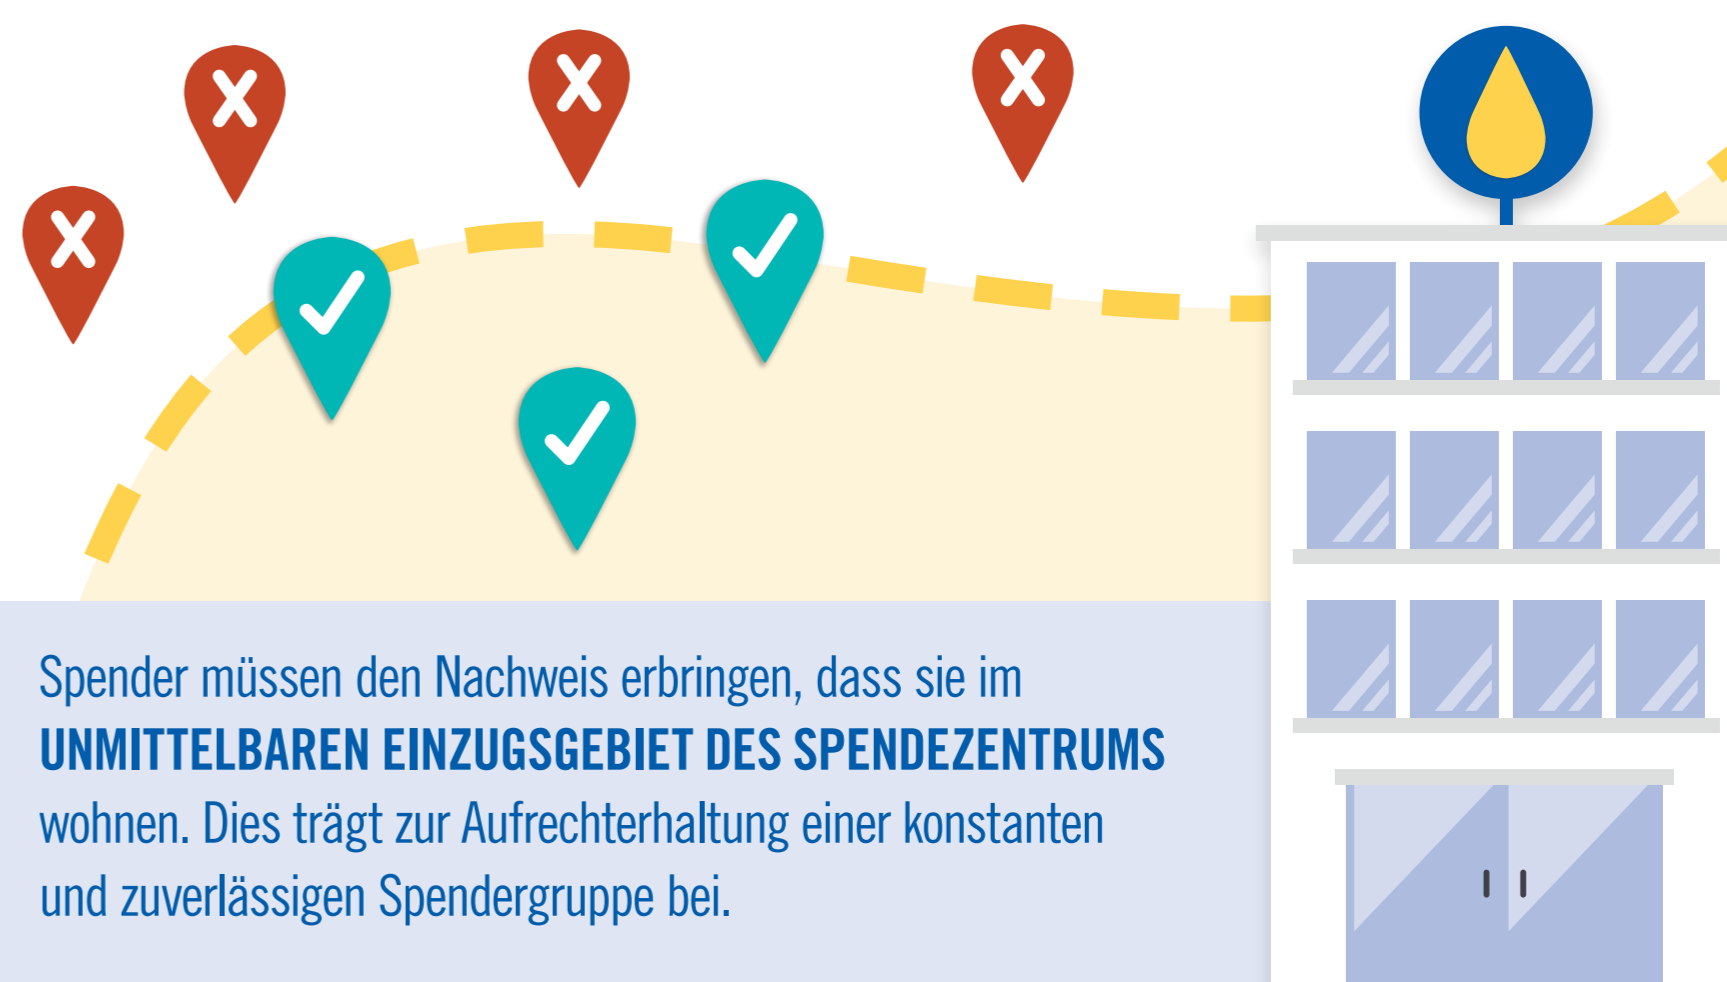 Spender müssen den Nachweis erbringen, dass sie im
UNMITTELBAREN EINZUGSGEBIET DES SPENDEZENTRUMS
wohnen. Dies trägt zur Aufrechterhaltung einer konstanten
und zuverlässigen Spendergruppe bei.